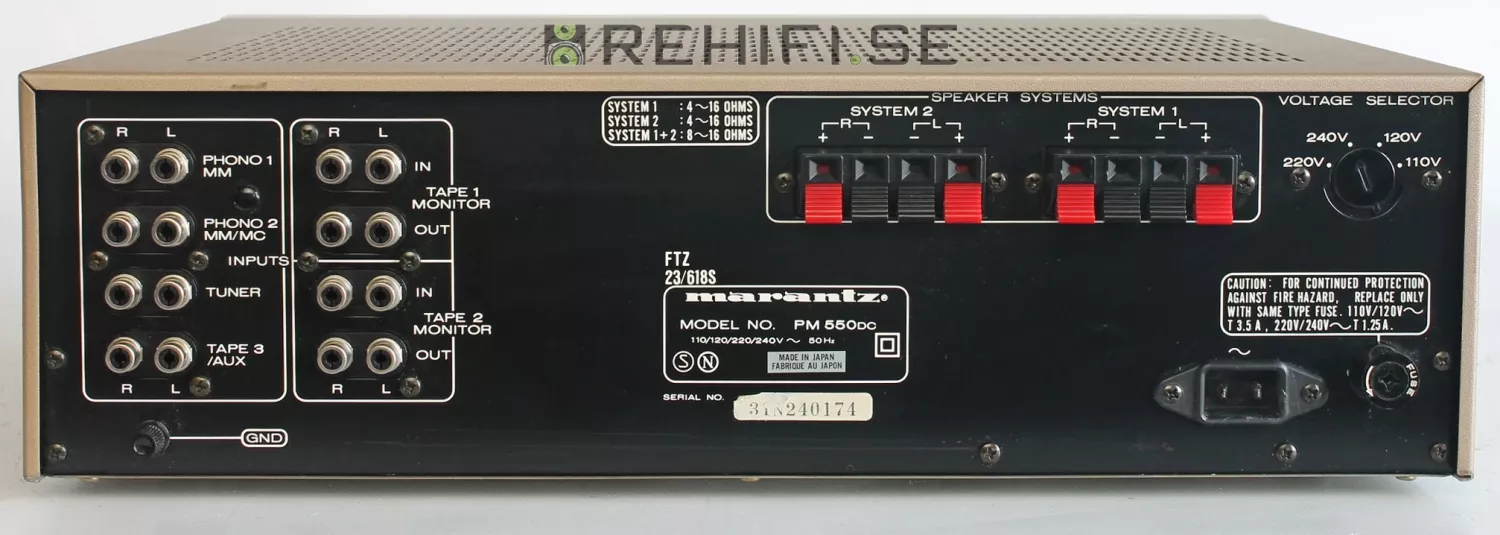 REHIFI.SE
SYSTEM 1 : 4~16 OHMS
SYSTEM 2 : 4~16 OHMS
SYSTEM 1+2 : 8~16 OHMS
SPEAKER SYSTEMS
SYSTEM 2
R L
+ - - +
SYSTEM 1
R L
+ - - +
VOLTAGE SELECTOR
240V 120V
220V 110V
R L
PHONO 1
MM
PHONO 2
MM/MC
INPUTS
TUNER
TAPE 3
/AUX
R L
GND
R L
IN
TAPE 1
MONITOR
OUT
IN
TAPE 2
MONITOR
OUT
R L
FTZ
23/618S
marantz
MODEL NO. PM 550DC
110/120/220/240V ~ 50Hz
S N
MADE IN JAPAN
FABRIQUE AU JAPON
SERIAL NO.
31N240174
CAUTION: FOR CONTINUED PROTECTION
AGAINST FIRE HAZARD, REPLACE ONLY
WITH SAME TYPE FUSE. 110V/120V~
T 3.5 A, 220V/240V~T 1.25 A.
~
FUSE